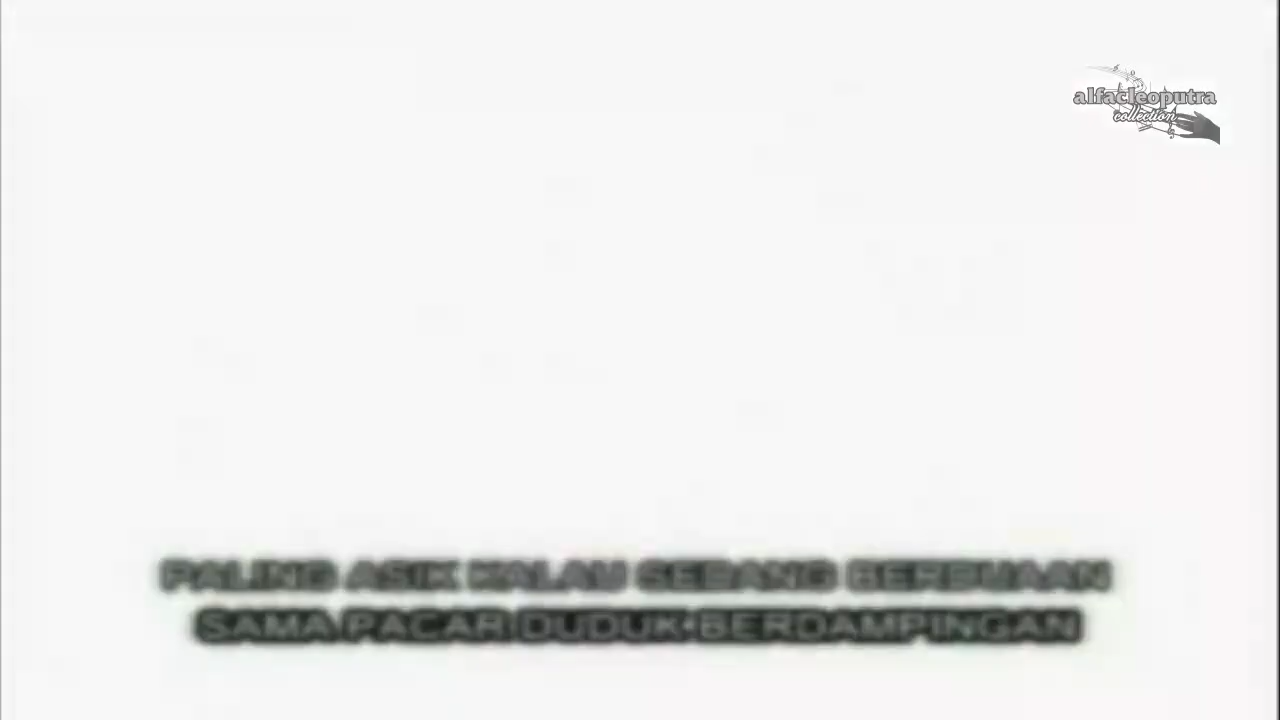 alfacleoputra
collection
PALING ASIK KALAU SEDANG BERDUAAN
SAMA PACAR DUDUK BERDAMPINGAN